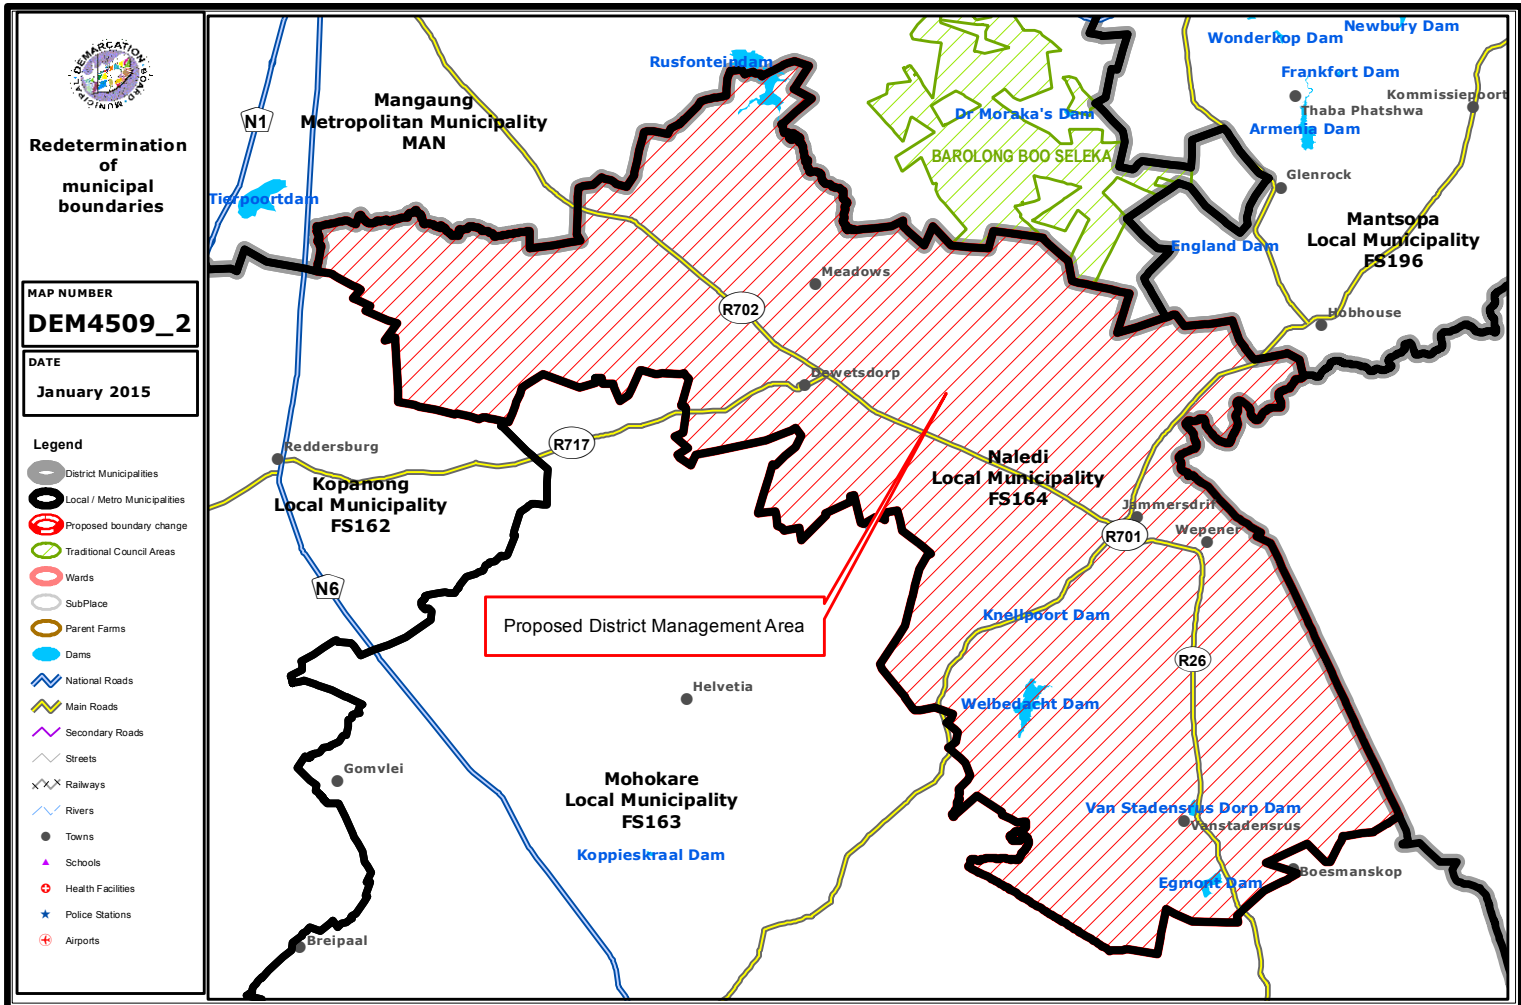 MUNICIPAL DEMARCATION BOARD
Redetermination
of
municipal
boundaries
MAP NUMBER
DEM4509_2
DATE
January 2015
Legend
District Municipalities
Local / Metro Municipalities
Proposed boundary change
Traditional Council Areas
Wards
SubPlace
Parent Farms
Dams
National Roads
Main Roads
Secondary Roads
Streets
Railways
Rivers
Towns
Schools
Health Facilities
Police Stations
Airports
Newbury Dam
Wonderkop Dam
Rusfonteindam
Frankfort Dam
Kommissiepoort
Mangaung
Metropolitan Municipality
MAN
N1
Thaba Phatshwa
Dr Moraka's Dam
Armenia Dam
BAROLONG BOO SELEKA
Glenrock
Tierpoortdam
Mantsopa
Local Municipality
FS196
England Dam
Meadows
R702
Hobhouse
Dewetsdorp
Reddersburg
R717
Naledi
Local Municipality
FS164
Kopanong
Local Municipality
FS162
Jammersdrif
Wepener
R701
N6
Knellpoort Dam
Proposed District Management Area
R26
Helvetia
Welbedacht Dam
Gomvlei
Mohokare
Local Municipality
FS163
Van Stadensrus Dorp Dam
Vanstadensrus
Koppieskraal Dam
Boesmanskop
Egmont Dam
Breipaal